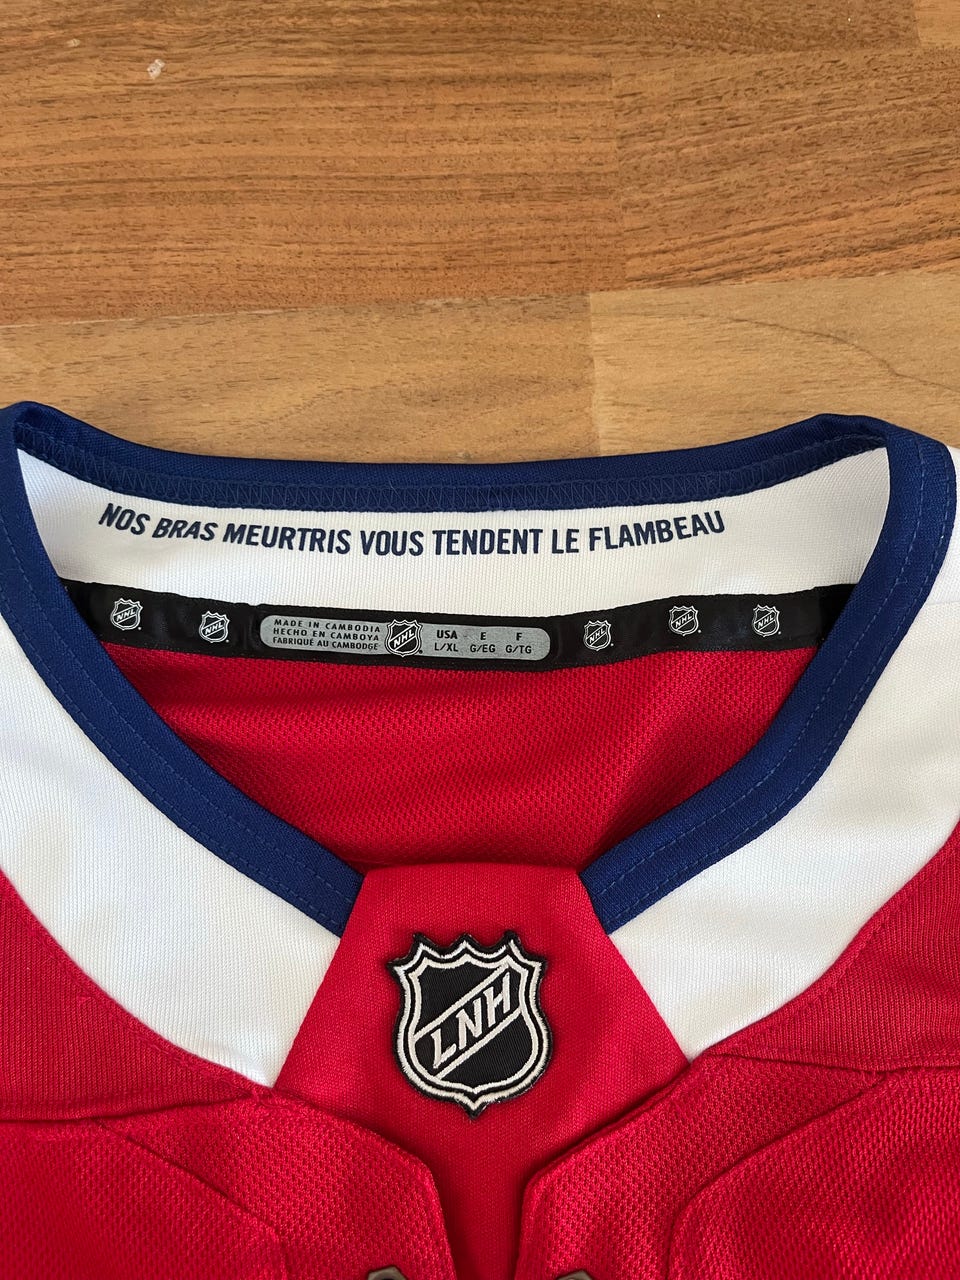 NOS BRAS MEURTRIS VOUS TENDENT LE FLAMBEAU
NHL NHL NHL NHL NHL NHL
MADE IN CAMBODIA
HECHO EN CAMBOYA
FABRIQUÉ AU CAMBODGE
USA E F
L/XL G/EG G/TG
LNH